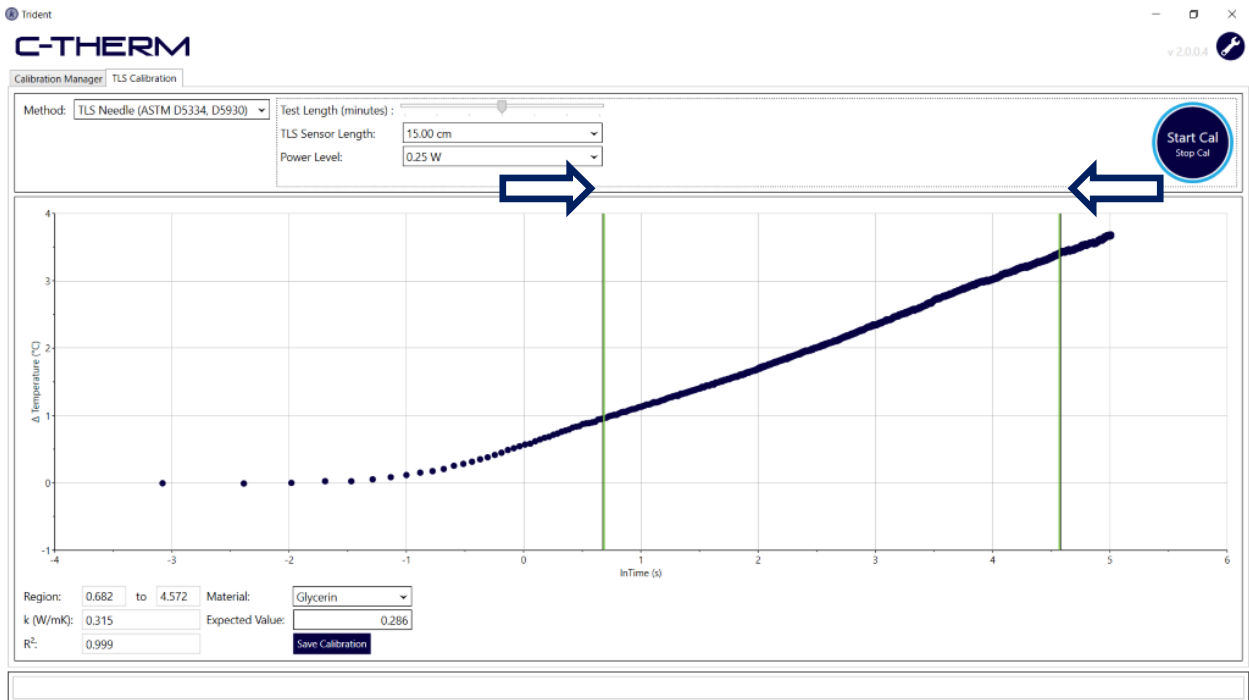 Trident
C-THERM
v 2.0.0.4
Calibration Manager TLS Calibration
Method: TLS Needle (ASTM D5334, D5930) Test Length (minutes) :
TLS Sensor Length: 15.00 cm
Power Level: 0.25 W
Start Cal
Stop Cal
4
3
2
1
0
-1
Δ Temperature (°C)
-4 -3 -2 -1 0 1 2 3 4 5 6
lnTime (s)
Region: 0.682 to 4.572 Material: Glycerin
k (W/mK): 0.315 Expected Value: 0.286
R²: 0.999 Save Calibration